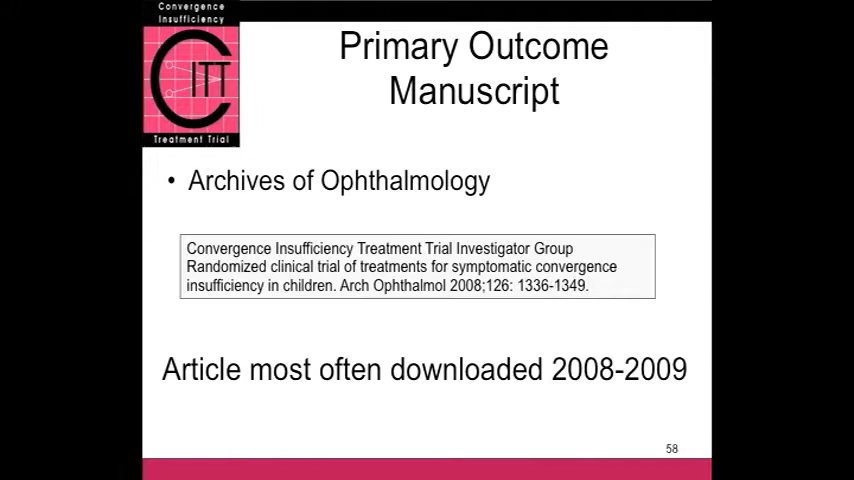 Convergence
Insufficiency
CITT
Treatment Trial
Primary Outcome
Manuscript
• Archives of Ophthalmology
Convergence Insufficiency Treatment Trial Investigator Group
Randomized clinical trial of treatments for symptomatic convergence
insufficiency in children. Arch Ophthalmol 2008;126: 1336-1349.
Article most often downloaded 2008-2009
58